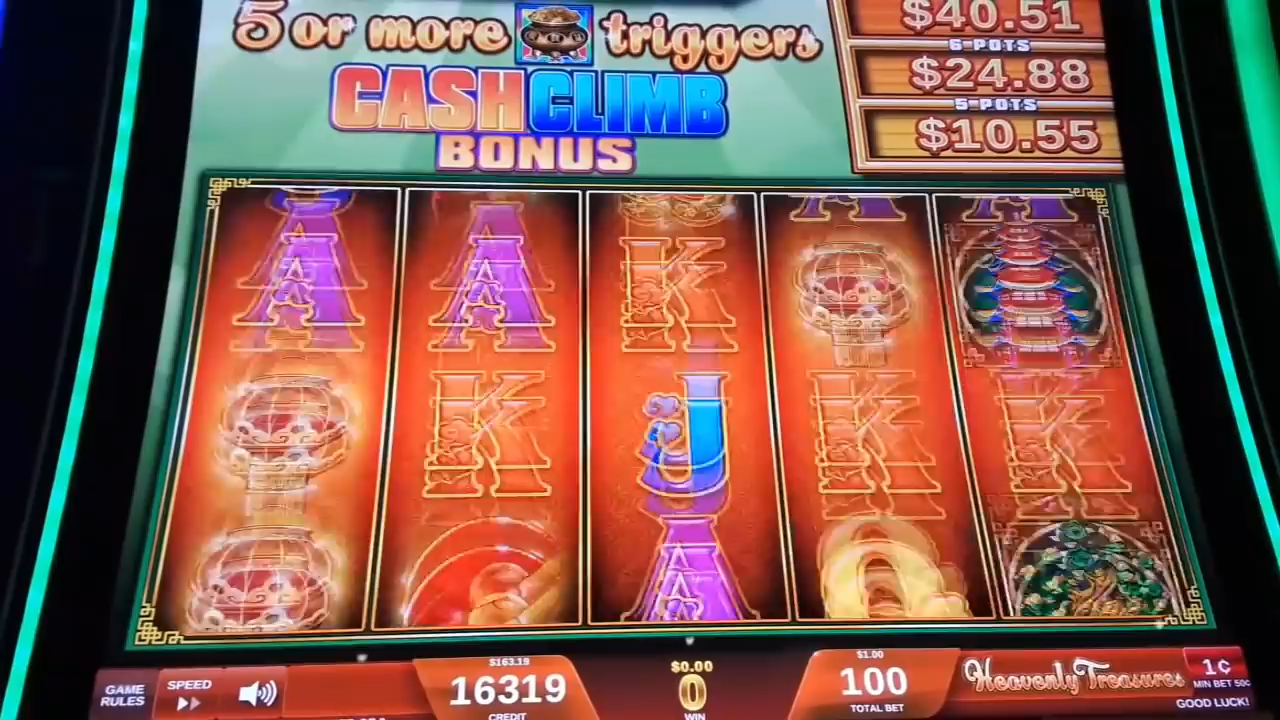 5 or more triggers
CASH CLIMB
BONUS
$40.51
6 POTS
$24.88
5 POTS
$10.55
A A K A A
K J K K
A
GAME RULES
SPEED
$163.19
16319
CREDIT
$0.00
0
WIN
$1.00
100
TOTAL BET
Heavenly Treasures
1¢
MIN BET 50¢
GOOD LUCK!